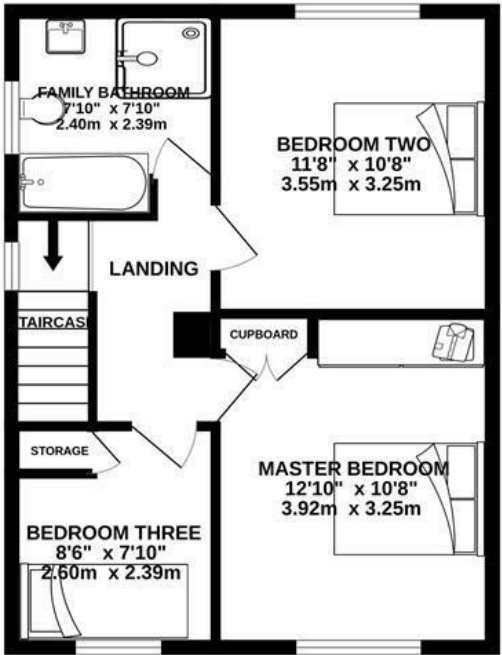 FAMILY BATHROOM
7'10" x 7'10"
2.40m x 2.39m
BEDROOM TWO
11'8" x 10'8"
3.55m x 3.25m
LANDING
TAIRCAS
CUPBOARD
STORAGE
MASTER BEDROOM
12'10" x 10'8"
3.92m x 3.25m
BEDROOM THREE
8'6" x 7'10"
2.60m x 2.39m